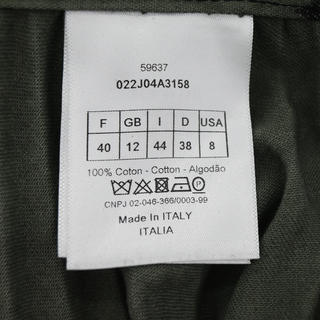 59637
022J04A3158
F GB I D USA
40 12 44 38 8
100% Coton - Cotton - Algodão
CNPJ 02-046-366/0003-99
Made In ITALY
ITALIA